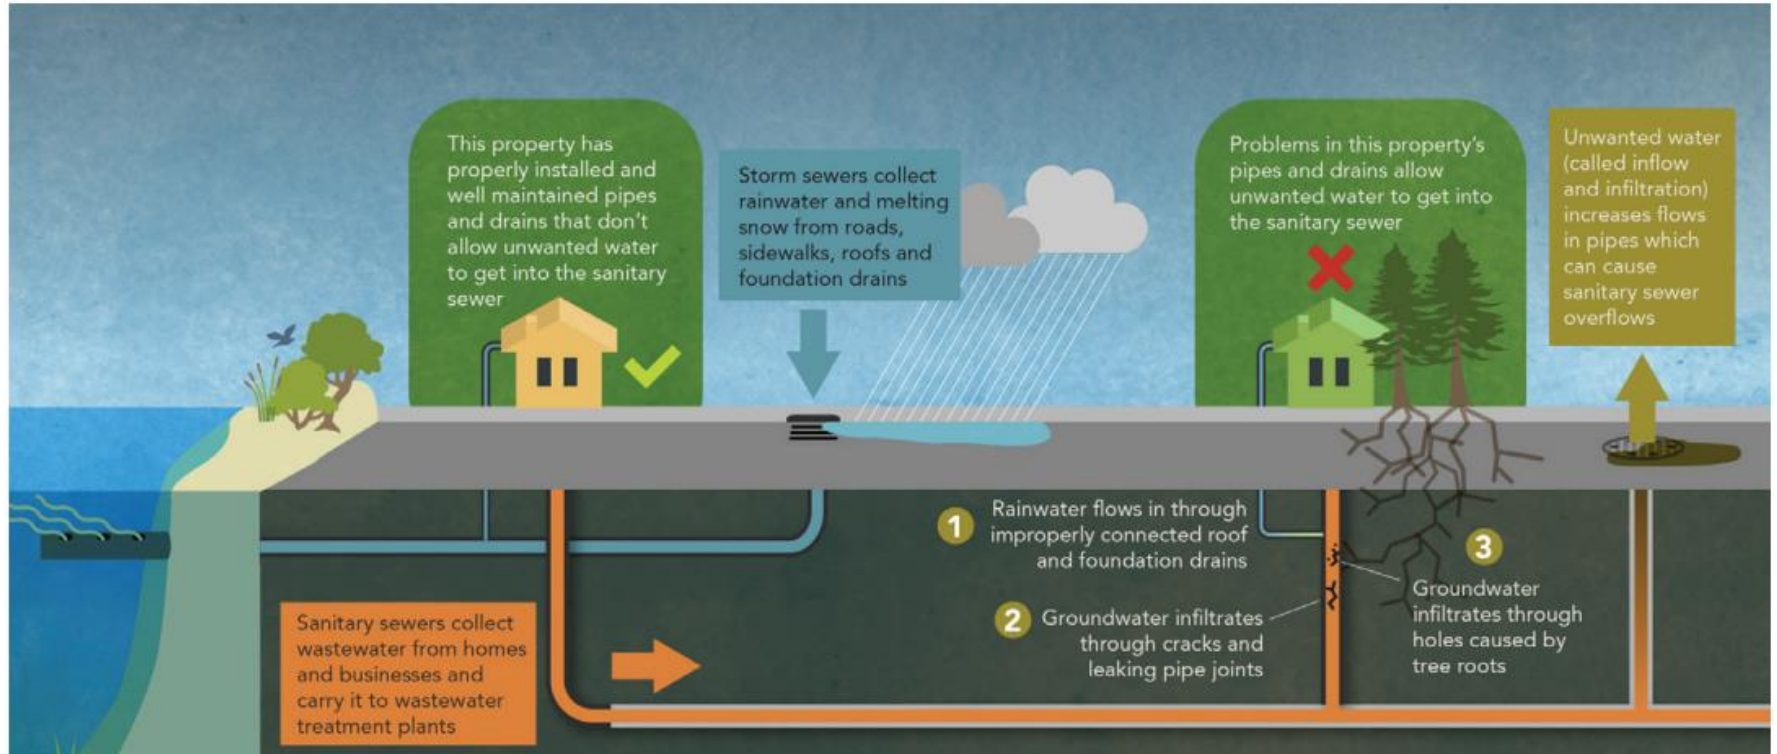 This property has
properly installed and
well maintained pipes
and drains that don't
allow unwanted water
to get into the sanitary
sewer
Storm sewers collect
rainwater and melting
snow from roads,
sidewalks, roofs and
foundation drains
Problems in this property's
pipes and drains allow
unwanted water to get into
the sanitary sewer
Unwanted water
(called inflow
and infiltration)
increases flows
in pipes which
can cause
sanitary sewer
overflows
1
Rainwater flows in through
improperly connected roof
and foundation drains
2
Groundwater infiltrates
through cracks and
leaking pipe joints
3
Groundwater
infiltrates through
holes caused by
tree roots
Sanitary sewers collect
wastewater from homes
and businesses and
carry it to wastewater
treatment plants